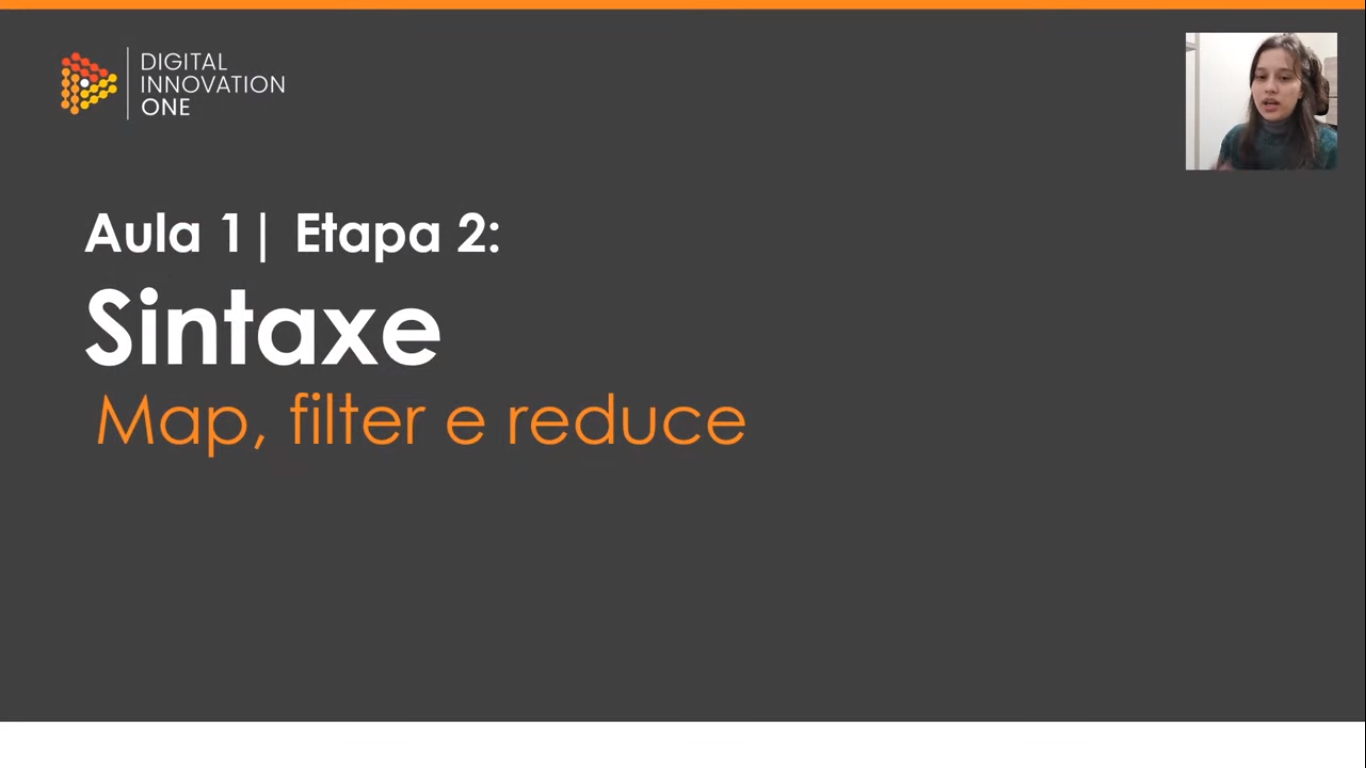 DIGITAL
INNOVATION
ONE
Aula 1| Etapa 2:
Sintaxe
Map, filter e reduce